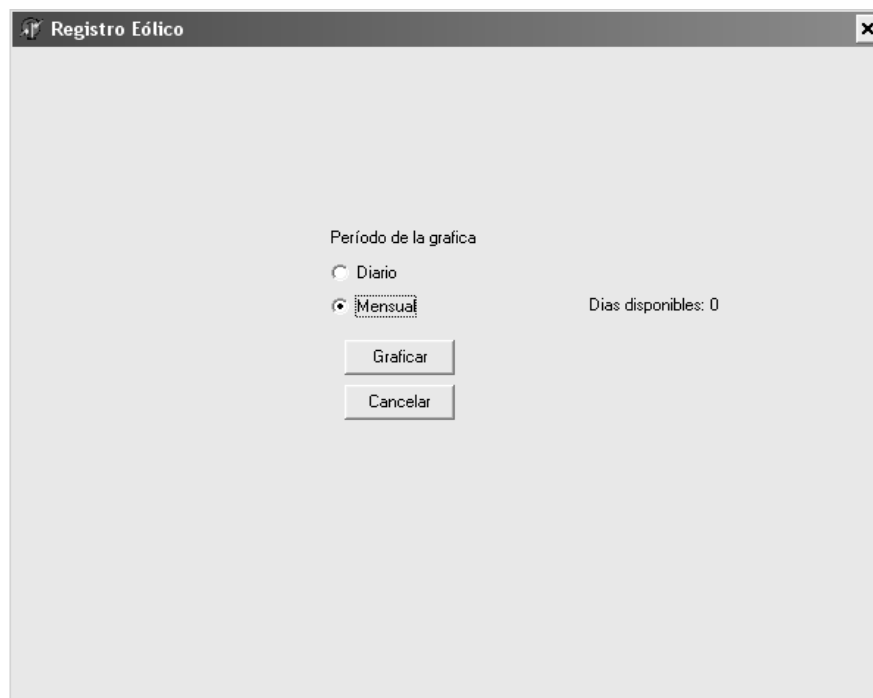 Registro Eólico
Período de la grafica
Diario
Mensual
Dias disponibles: 0
Graficar
Cancelar